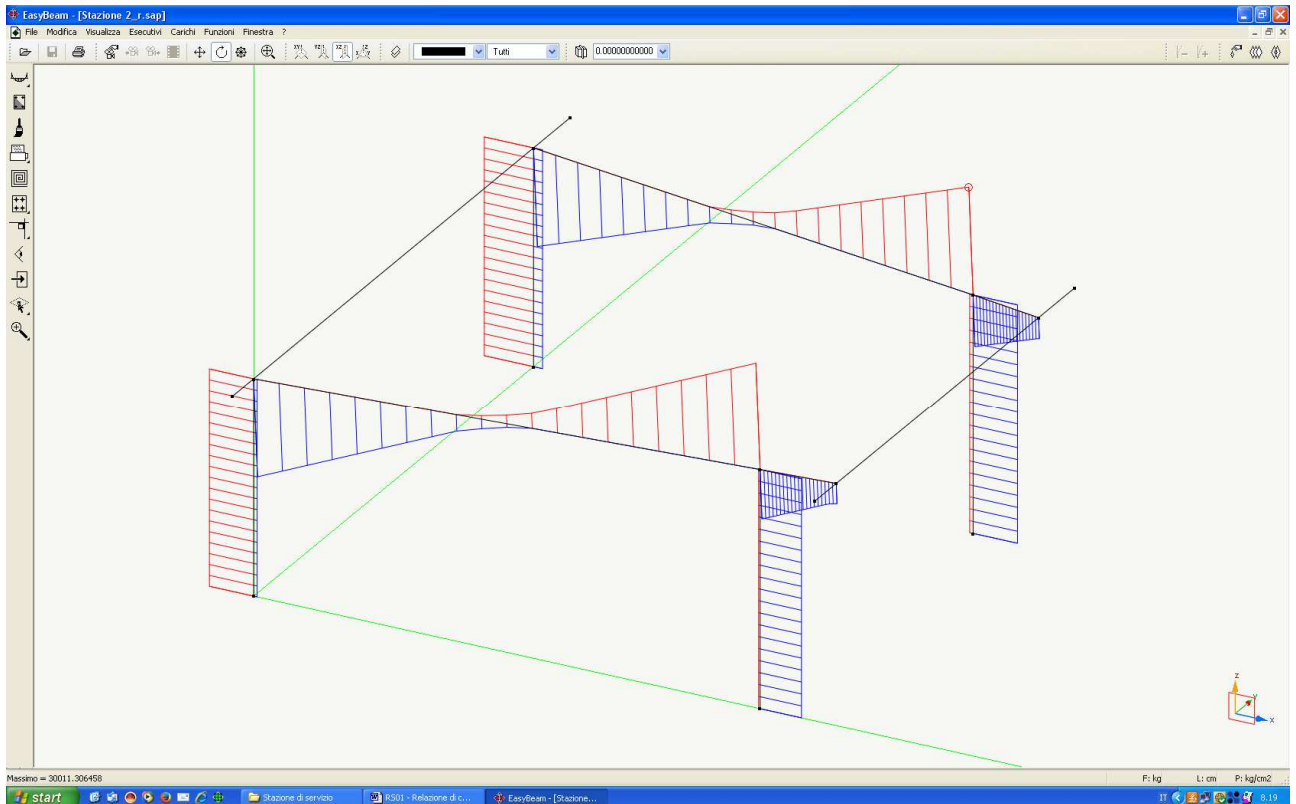 EasyBeam - [Stazione 2_r.sap]
File Modifica Visualizza Esecutivi Carichi Funzioni Finestra ?
Tutti 0.0000000000
z
y
x
Massimo = 30011.306458 F: kg L: cm P: kg/cm2
start Stazione di servizio RS01 - Relazione di c... EasyBeam - [Stazione... IT 8.19